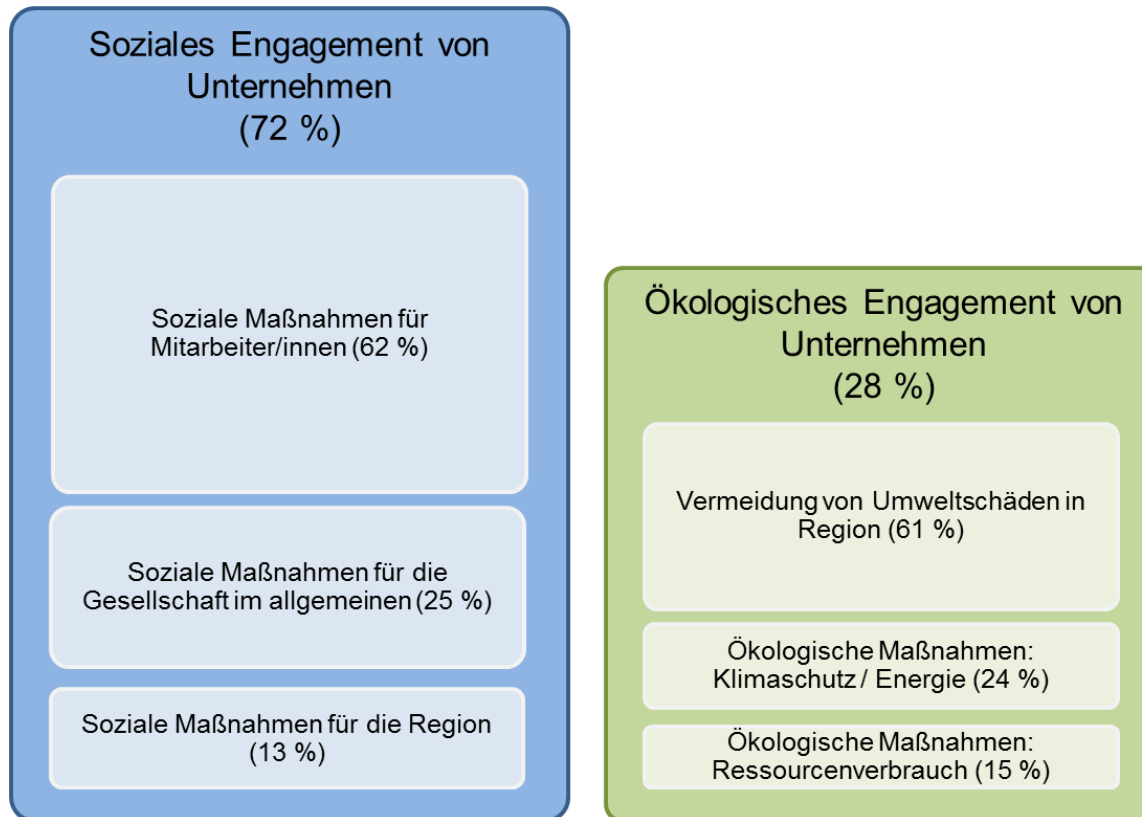 Soziales Engagement von
Unternehmen
(72 %)
Soziale Maßnahmen für
Mitarbeiter/innen (62 %)
Soziale Maßnahmen für die
Gesellschaft im allgemeinen (25 %)
Soziale Maßnahmen für die Region
(13 %)
Ökologisches Engagement von
Unternehmen
(28 %)
Vermeidung von Umweltschäden in
Region (61 %)
Ökologische Maßnahmen:
Klimaschutz / Energie (24 %)
Ökologische Maßnahmen:
Ressourcenverbrauch (15 %)